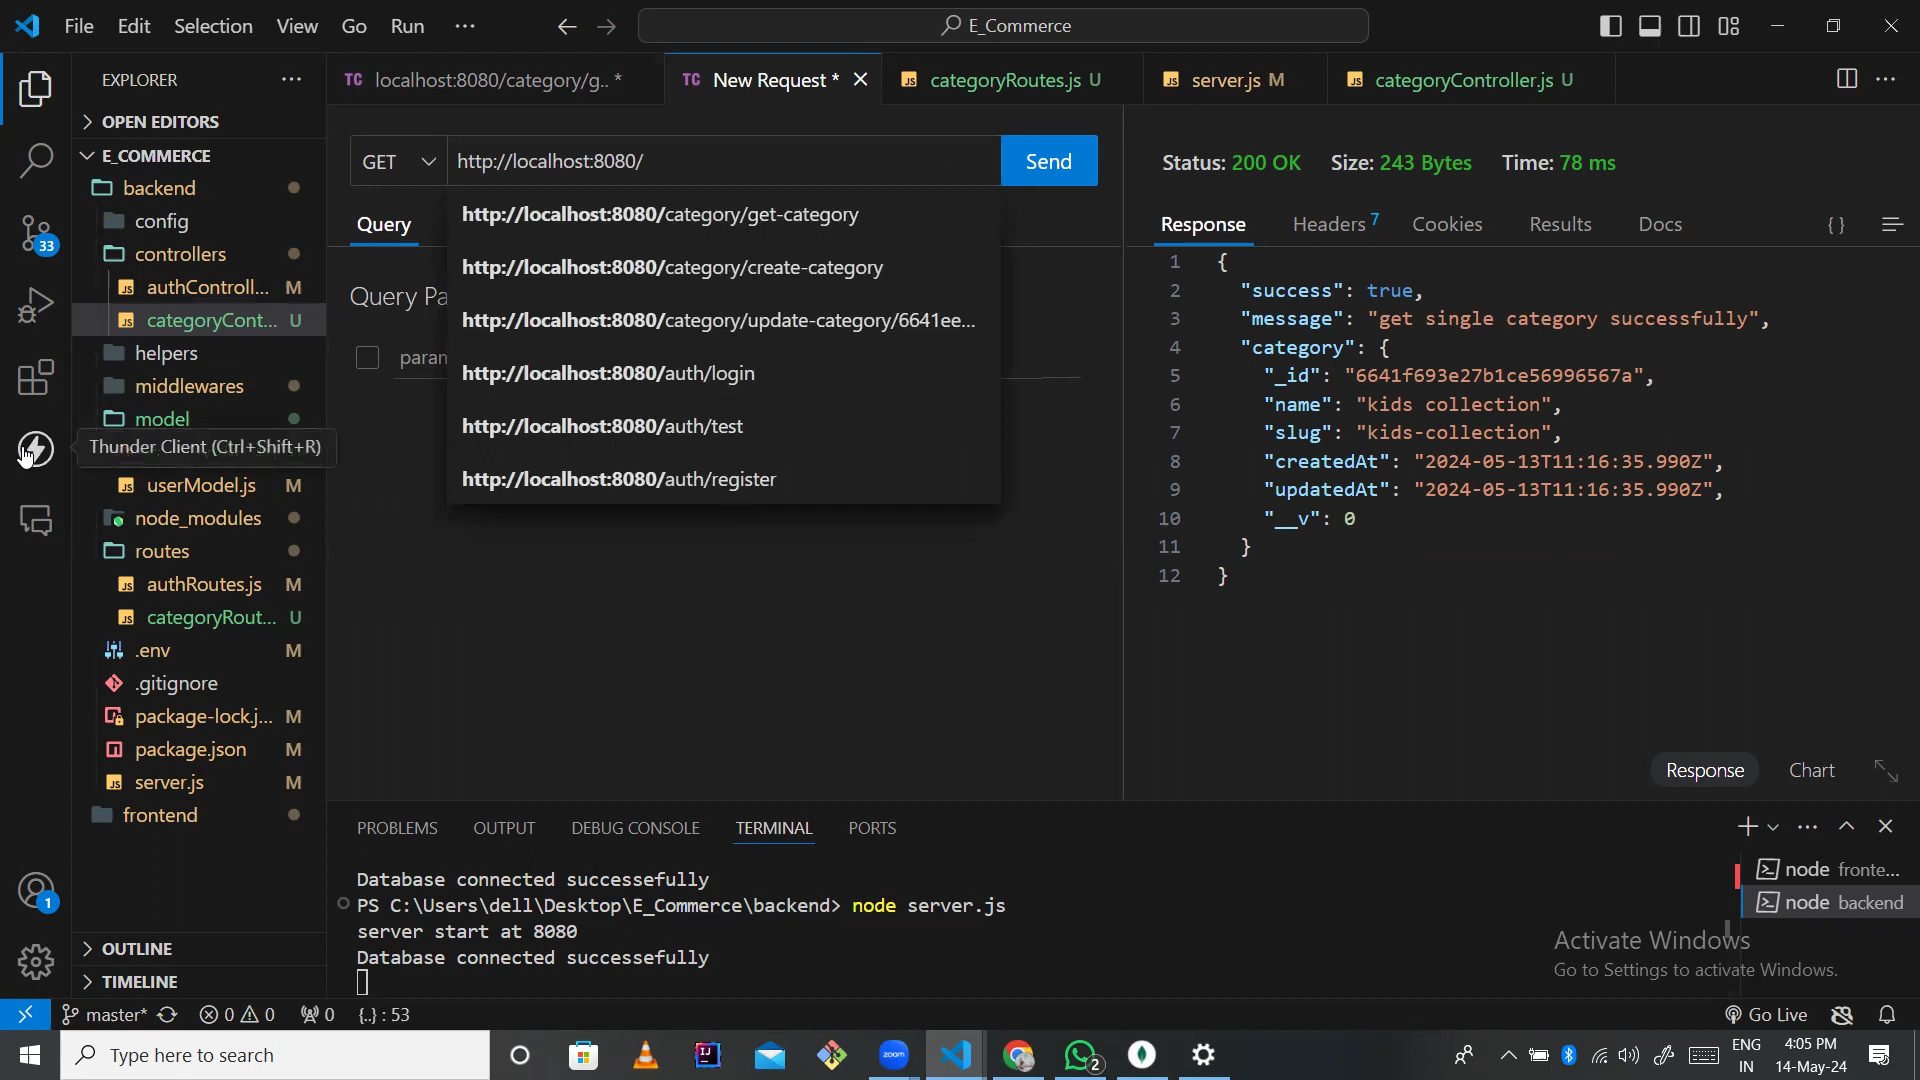 File Edit Selection View Go Run ···
E_Commerce
EXPLORER
OPEN EDITORS
E_COMMERCE
backend
config
controllers
authControll... M
categoryCont... U
helpers
middlewares
model
Thunder Client (Ctrl+Shift+R)
userModel.js M
node_modules
routes
authRoutes.js M
categoryRout... U
.env M
.gitignore
package-lock.j... M
package.json M
server.js M
frontend
OUTLINE
TIMELINE
33
1
TC localhost:8080/category/g.. *
TC New Request *
JS categoryRoutes.js U
JS server.js M
JS categoryController.js U
GET
http://localhost:8080/
Send
Query
Query Pa
param
http://localhost:8080/category/get-category
http://localhost:8080/category/create-category
http://localhost:8080/category/update-category/6641ee...
http://localhost:8080/auth/login
http://localhost:8080/auth/test
http://localhost:8080/auth/register
Status: 200 OK Size: 243 Bytes Time: 78 ms
Response Headers 7 Cookies Results Docs { }
1 {
2 "success": true,
3 "message": "get single category successfully",
4 "category": {
5 "_id": "6641f693e27b1ce56996567a",
6 "name": "kids collection",
7 "slug": "kids-collection",
8 "createdAt": "2024-05-13T11:16:35.990Z",
9 "updatedAt": "2024-05-13T11:16:35.990Z",
10 "__v": 0
11 }
12 }
Response Chart
PROBLEMS OUTPUT DEBUG CONSOLE TERMINAL PORTS
Database connected successefully
PS C:\Users\dell\Desktop\E_Commerce\backend> node server.js
server start at 8080
Database connected successefully
node fronte...
node backend
Activate Windows
Go to Settings to activate Windows.
master* 0 0 0 {..} : 53
Go Live
Type here to search
zoom
2
ENG
IN
4:05 PM
14-May-24